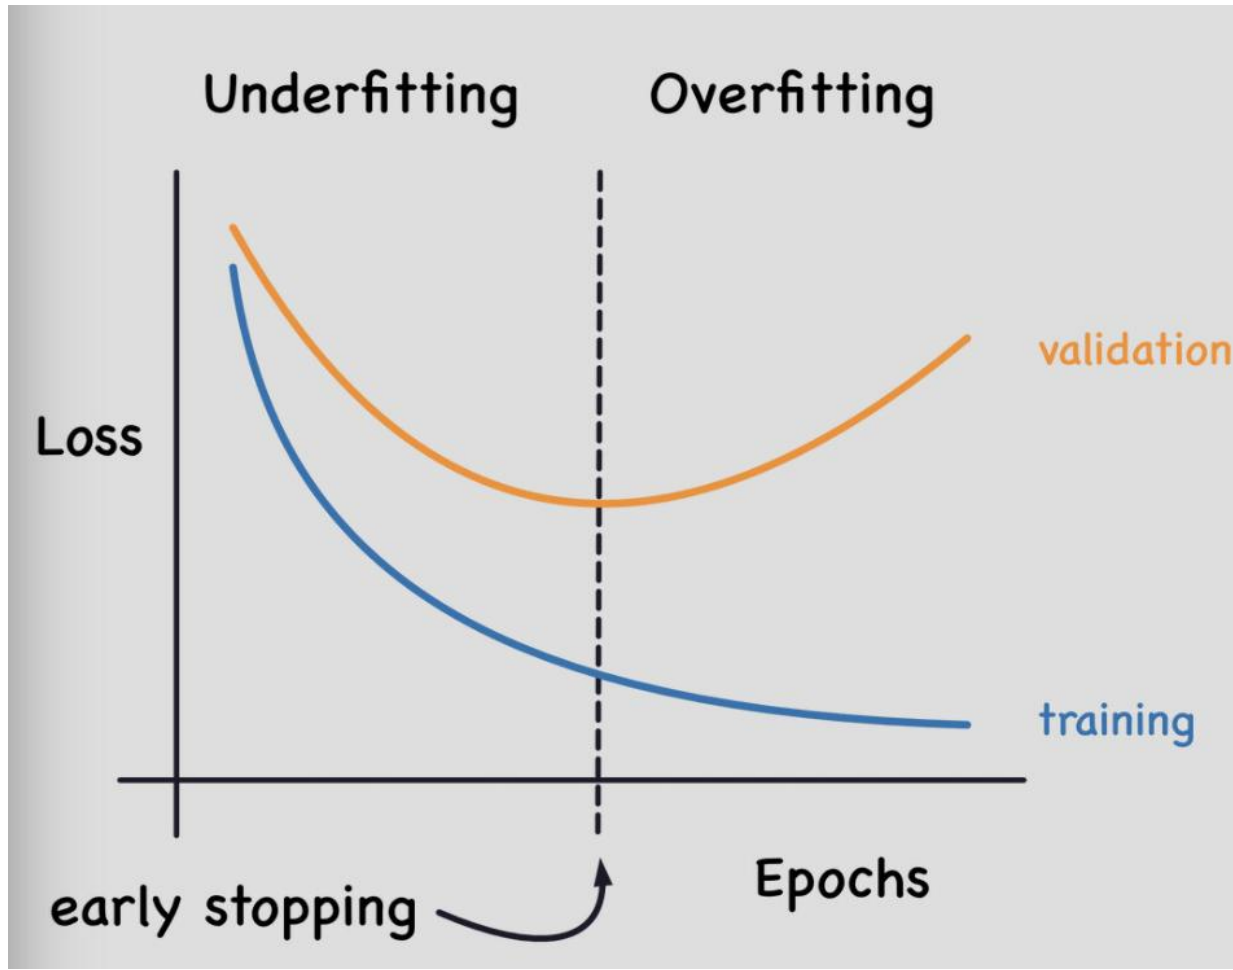 Underfitting
Overfitting
validation
Loss
training
Epochs
early stopping